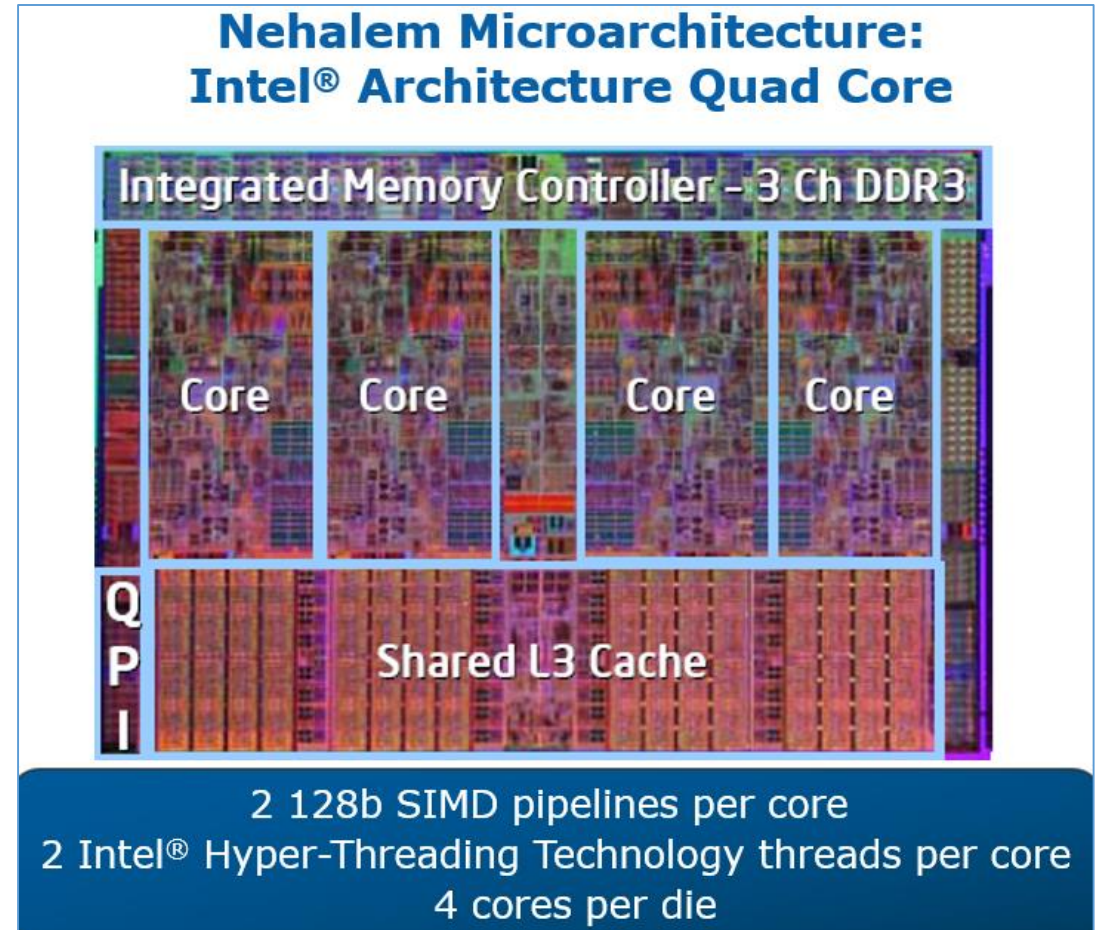 Nehalem Microarchitecture:
Intel® Architecture Quad Core
Integrated Memory Controller - 3 Ch DDR3
Core
Core
Core
Core
QPI
Shared L3 Cache
2 128b SIMD pipelines per core
2 Intel® Hyper-Threading Technology threads per core
4 cores per die